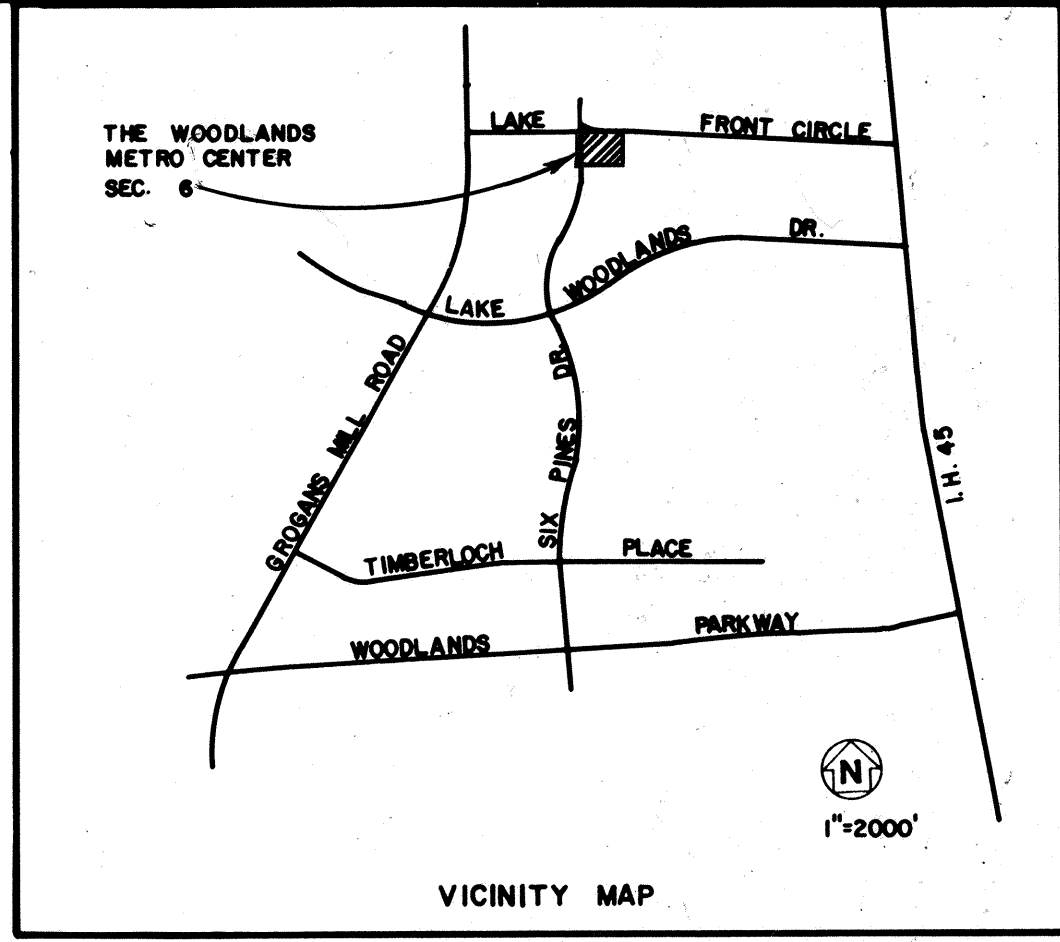 THE WOODLANDS
METRO CENTER
SEC. 6
LAKE FRONT CIRCLE
LAKE WOODLANDS DR.
GROGANS MILL ROAD
SIX PINES DR.
I.H. 45
TIMBERLOCH PLACE
WOODLANDS PARKWAY
N
1"=2000'
VICINITY MAP